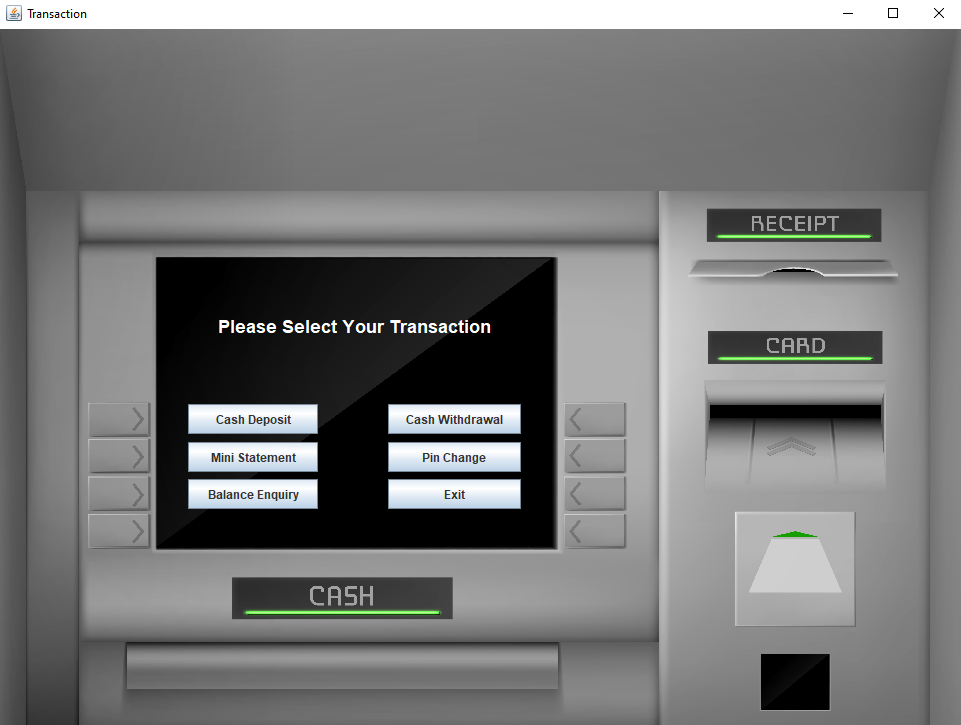 Transaction
RECEIPT
Please Select Your Transaction
CARD
Cash Deposit
Cash Withdrawal
Mini Statement
Pin Change
Balance Enquiry
Exit
CASH